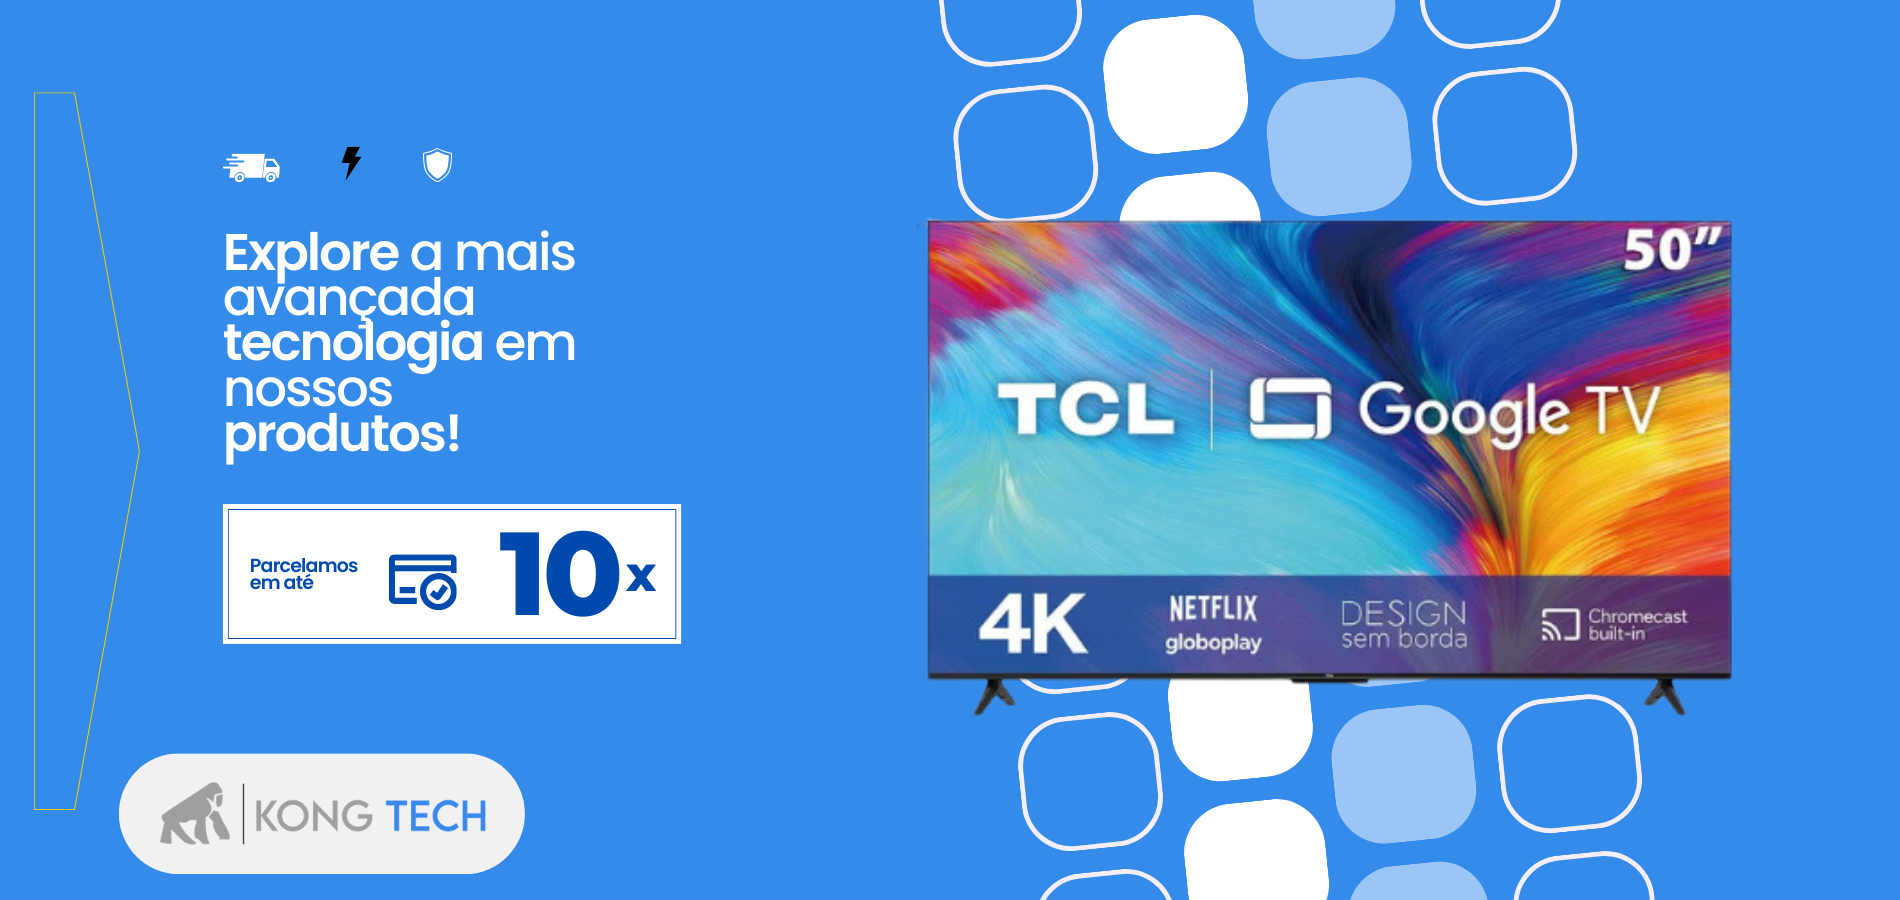 Explore a mais
avançada
tecnologia em
nossos
produtos!
Parcelamos
em até
10x
KONG TECH
50”
TCL | Google TV
4K
NETFLIX
globoplay
DESIGN
sem borda
Chromecast
built-in